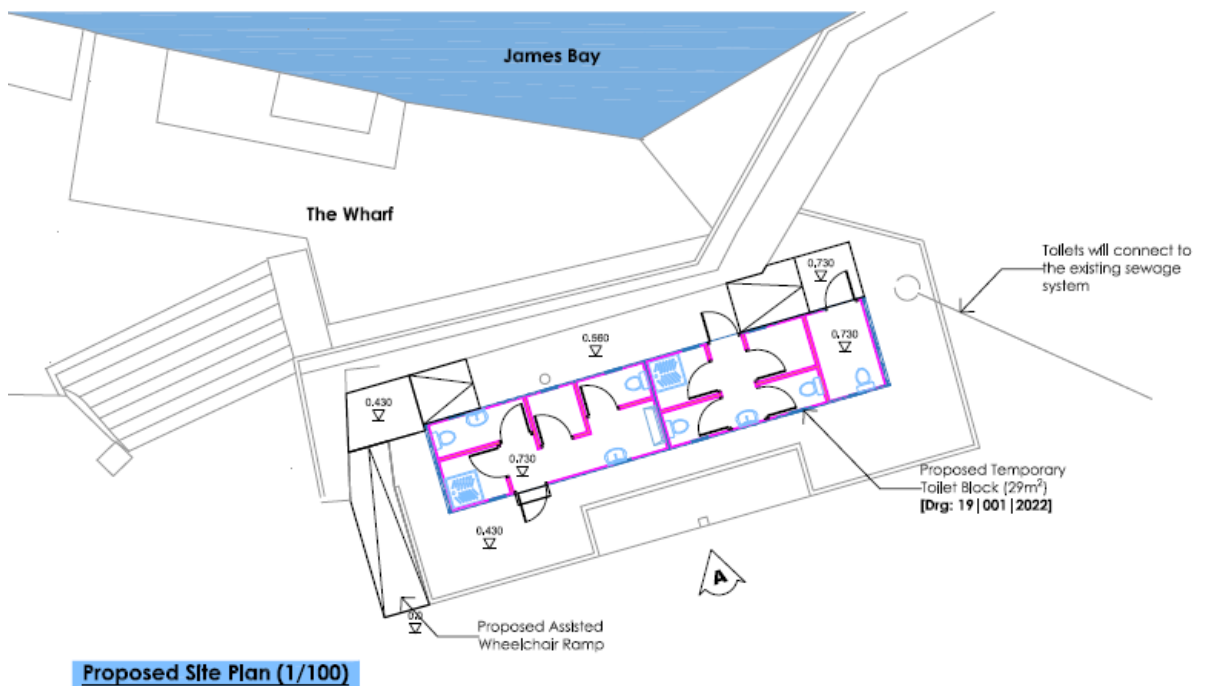 James Bay
The Wharf
Toilets will connect to
the existing sewage
system
0.730
0.730
0.560
0.430
0.730
0.430
Proposed Temporary
Toilet Block (29m²)
[Drg: 19|001|2022]
A
Proposed Assisted
Wheelchair Ramp
Proposed Site Plan (1/100)